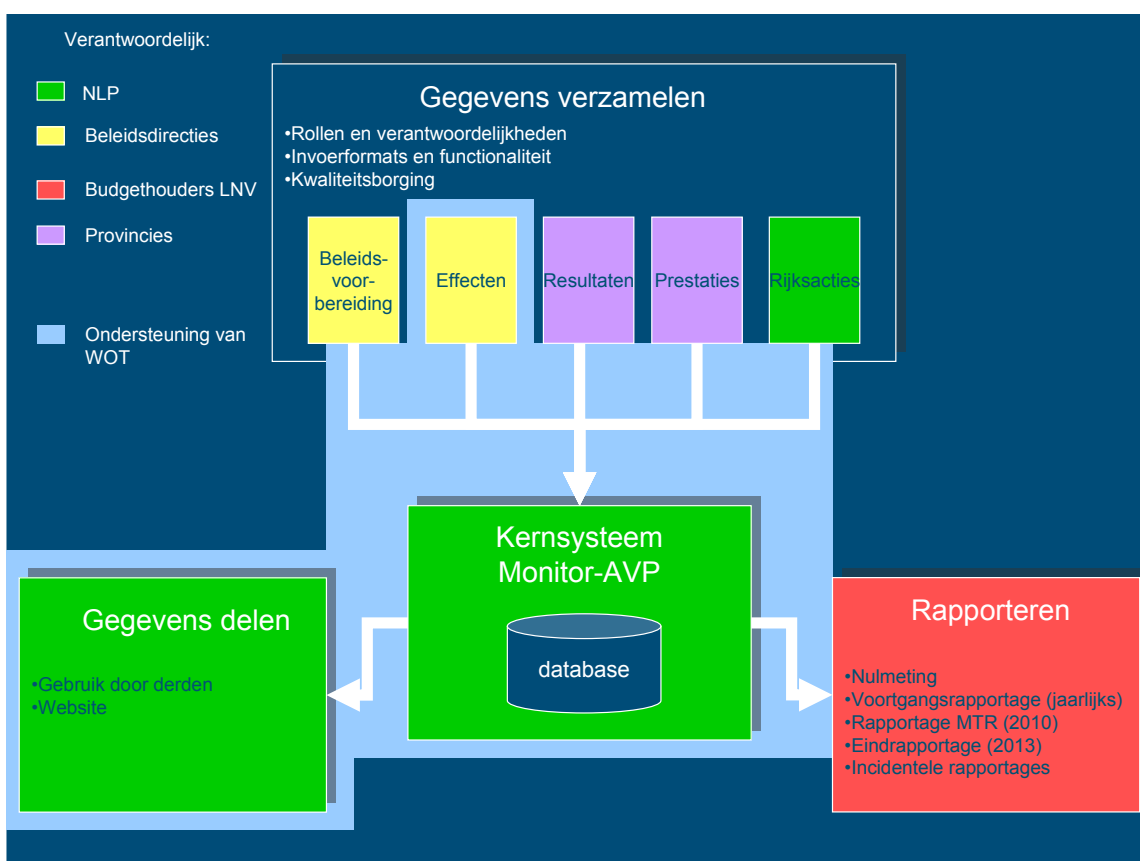 Verantwoordelijk:
NLP
Beleidsdirecties
Budgethouders LNV
Provincies
Ondersteuning van
WOT
Gegevens verzamelen
•Rollen en verantwoordelijkheden
•Invoerformats en functionaliteit
•Kwaliteitsborging
Beleids-
voor-
bereiding
Effecten
Resultaten
Prestaties
Rijksacties
Kernsysteem
Monitor-AVP
database
Gegevens delen
•Gebruik door derden
•Website
Rapporteren
•Nulmeting
•Voortgangsrapportage (jaarlijks)
•Rapportage MTR (2010)
•Eindrapportage (2013)
•Incidentele rapportages